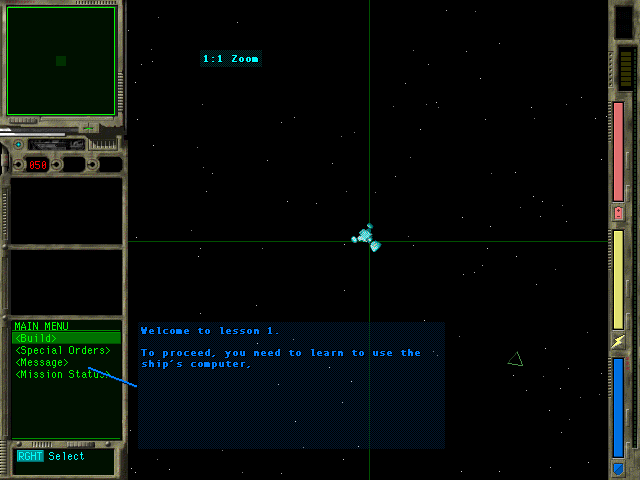 1:1 Zoom
050
MAIN MENU
<Build>
<Special Orders>
<Message>
<Mission Status>
Welcome to lesson 1.
To proceed, you need to learn to use the
ship's computer,
RGHT Select